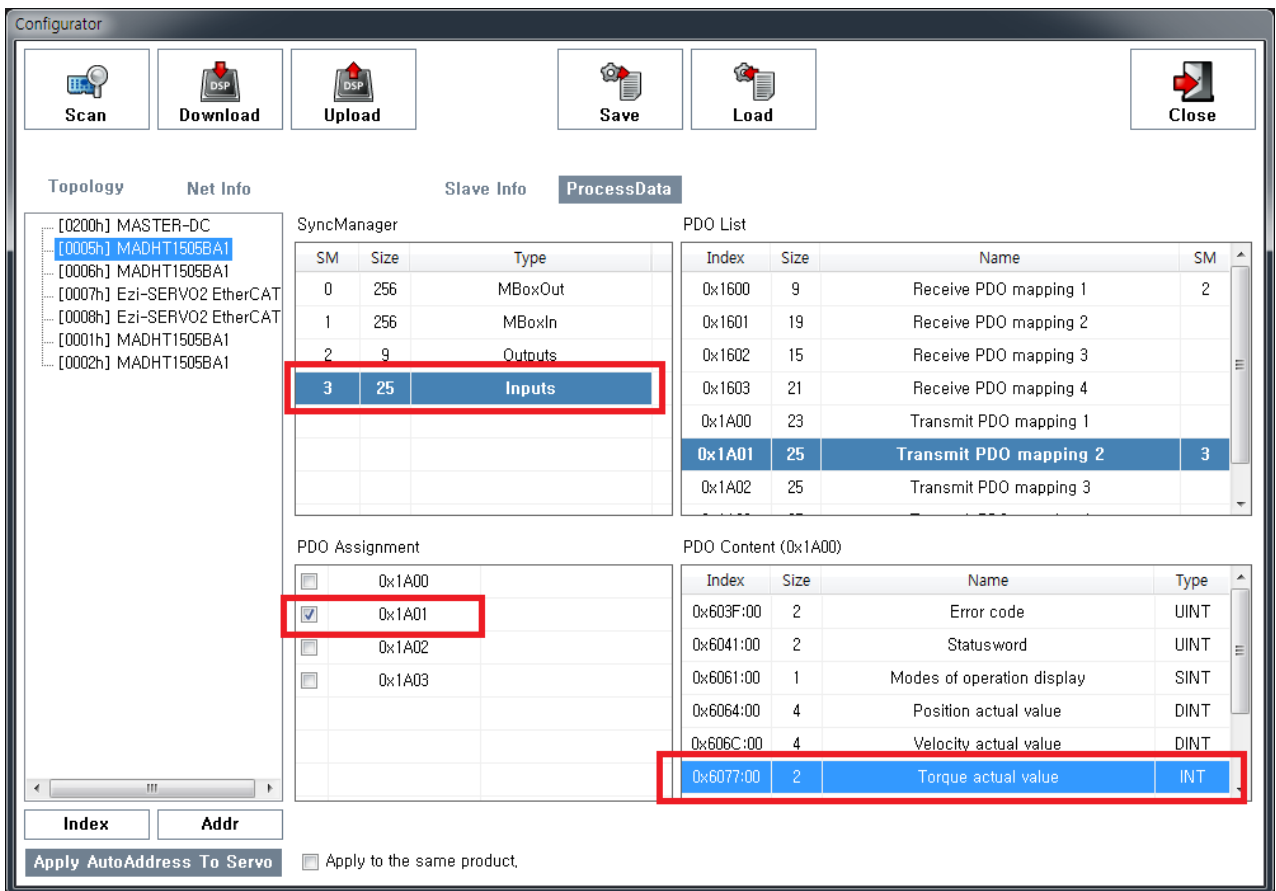 Configurator
Scan
Download
Upload
Save
Load
Close
DSP
DSP
Topology
Net Info
Slave Info
ProcessData
[0200h] MASTER-DC
[0005h] MADHT1505BA1
[0006h] MADHT1505BA1
[0007h] Ezi-SERVO2 EtherCAT
[0008h] Ezi-SERVO2 EtherCAT
[0001h] MADHT1505BA1
[0002h] MADHT1505BA1
Index
Addr
Apply AutoAddress To Servo
SyncManager
SM Size Type
0 256 MBoxOut
1 256 MBoxIn
2 9 Outputs
3 25 Inputs
PDO List
Index Size Name SM
0x1600 9 Receive PDO mapping 1 2
0x1601 19 Receive PDO mapping 2
0x1602 15 Receive PDO mapping 3
0x1603 21 Receive PDO mapping 4
0x1A00 23 Transmit PDO mapping 1
0x1A01 25 Transmit PDO mapping 2 3
0x1A02 25 Transmit PDO mapping 3
PDO Assignment
0x1A00
0x1A01
0x1A02
0x1A03
PDO Content (0x1A00)
Index Size Name Type
0x603F:00 2 Error code UINT
0x6041:00 2 Statusword UINT
0x6061:00 1 Modes of operation display SINT
0x6064:00 4 Position actual value DINT
0x606C:00 4 Velocity actual value DINT
0x6077:00 2 Torque actual value INT
Apply to the same product,